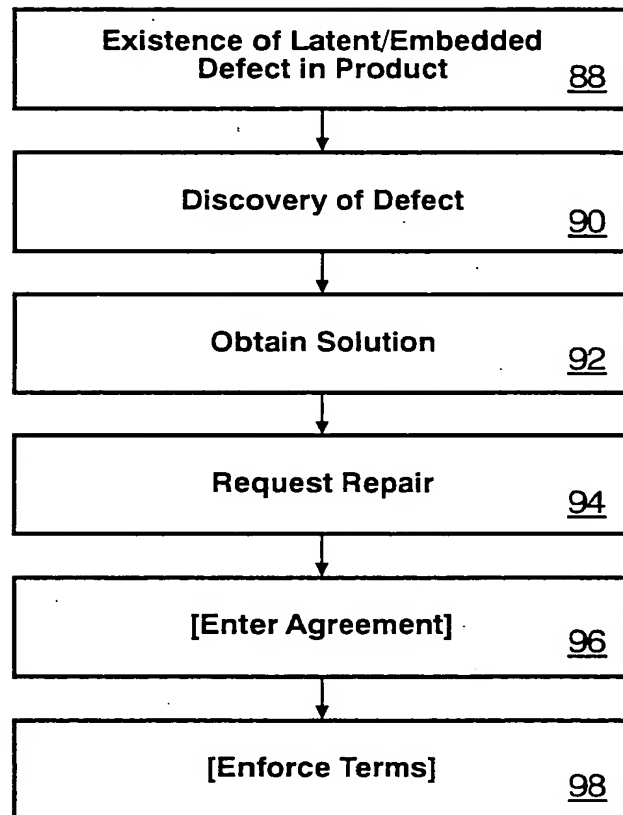 Existence of Latent/Embedded
Defect in Product
88
Discovery of Defect
90
Obtain Solution
92
Request Repair
94
[Enter Agreement]
96
[Enforce Terms]
98